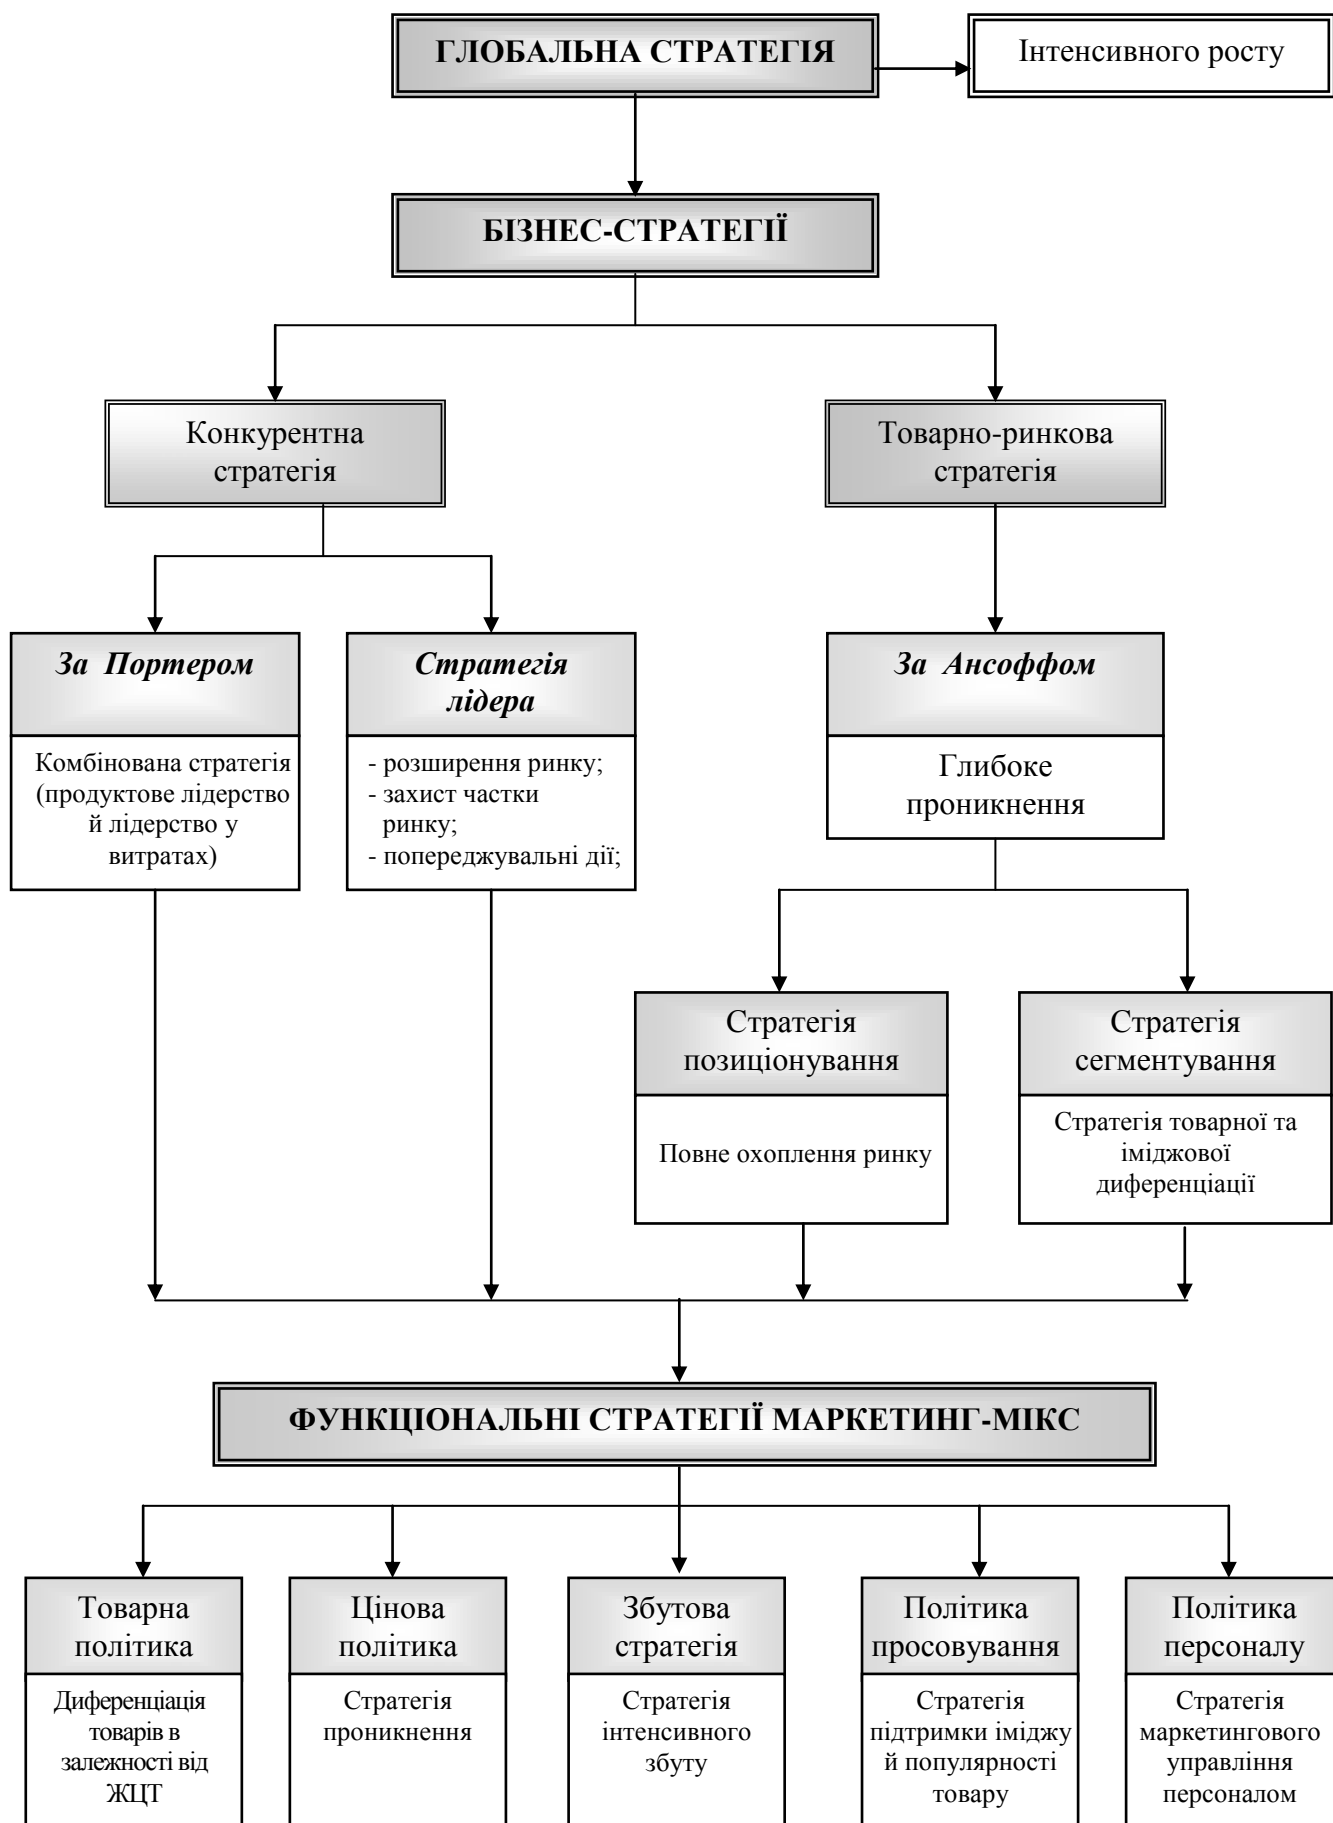 ГЛОБАЛЬНА СТРАТЕГІЯ
Інтенсивного росту
БІЗНЕС-СТРАТЕГІЇ
Конкурентна
стратегія
Товарно-ринкова
стратегія
За Портером
Комбінована стратегія
(продуктове лідерство
й лідерство у
витратах)
Стратегія
лідера
- розширення ринку;
- захист частки
ринку;
- попереджувальні дії;
За Ансоффом
Глибоке
проникнення
Стратегія
позиціонування
Повне охоплення ринку
Стратегія
сегментування
Стратегія товарної та
іміджової
диференціації
ФУНКЦІОНАЛЬНІ СТРАТЕГІЇ МАРКЕТИНГ-МІКС
Товарна
політика
Диференціація
товарів в
залежності від
ЖЦТ
Цінова
політика
Стратегія
проникнення
Збутова
стратегія
Стратегія
інтенсивного
збуту
Політика
просовування
Стратегія
підтримки іміджу
й популярності
товару
Політика
персоналу
Стратегія
маркетингового
управління
персоналом